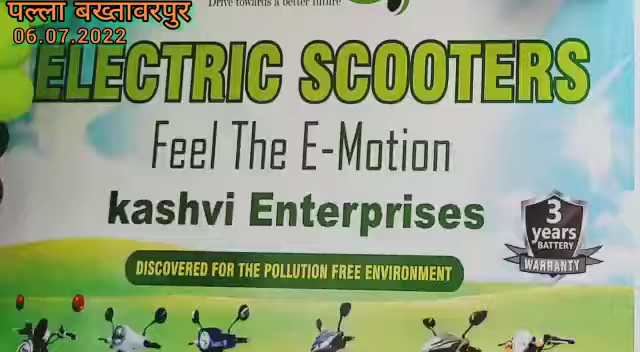 Drive towards a better future
पल्ला बख्तावरपुर
06.07.2022
ELECTRIC SCOOTERS
Feel The E-Motion
kashvi Enterprises
3
years
BATTERY
WARRANTY
DISCOVERED FOR THE POLLUTION FREE ENVIRONMENT